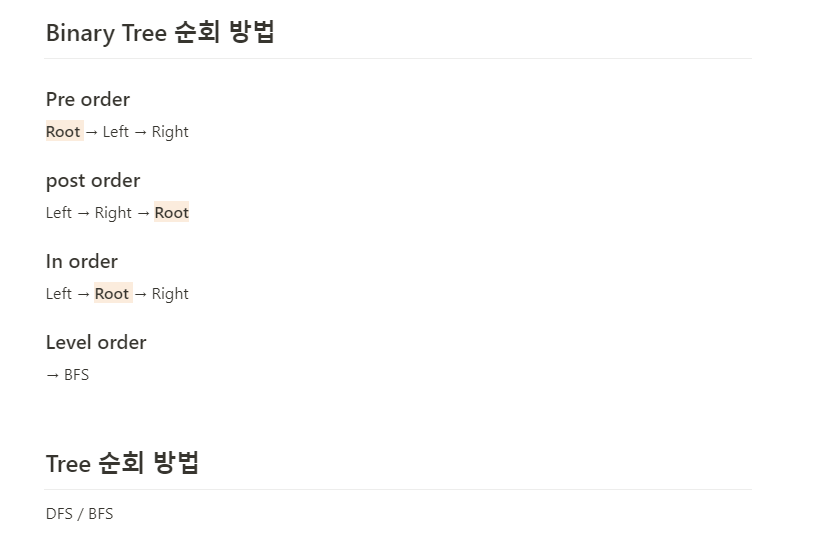 Binary Tree 순회 방법
Pre order
Root → Left → Right
post order
Left → Right → Root
In order
Left → Root → Right
Level order
→ BFS
Tree 순회 방법
DFS / BFS